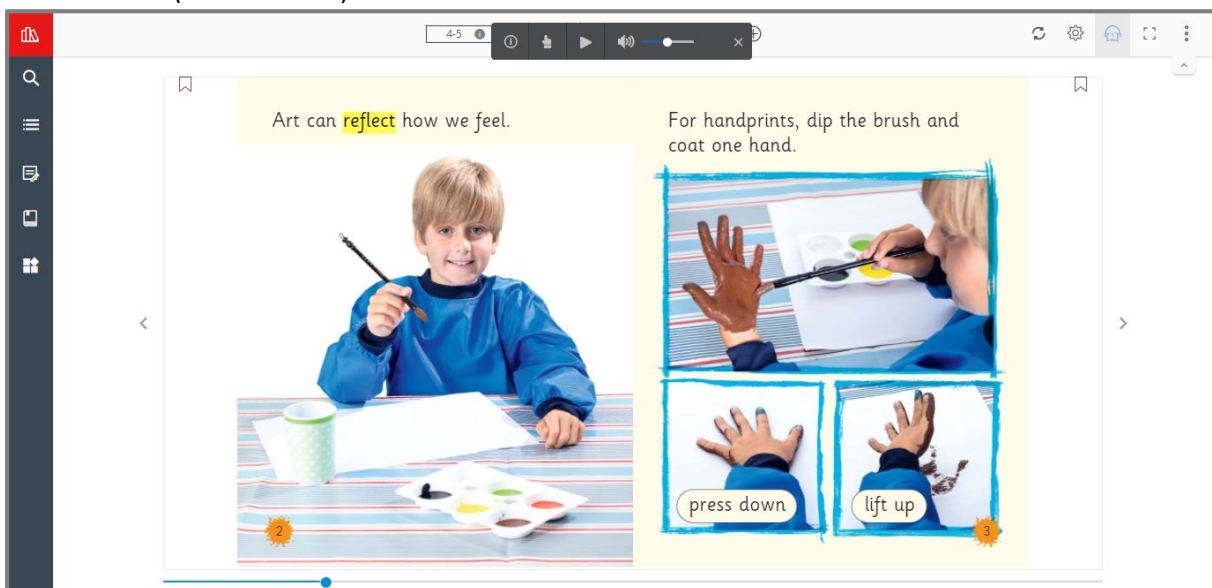 4-5
Art can reflect how we feel.
For handprints, dip the brush and
coat one hand.
press down
lift up
2
3